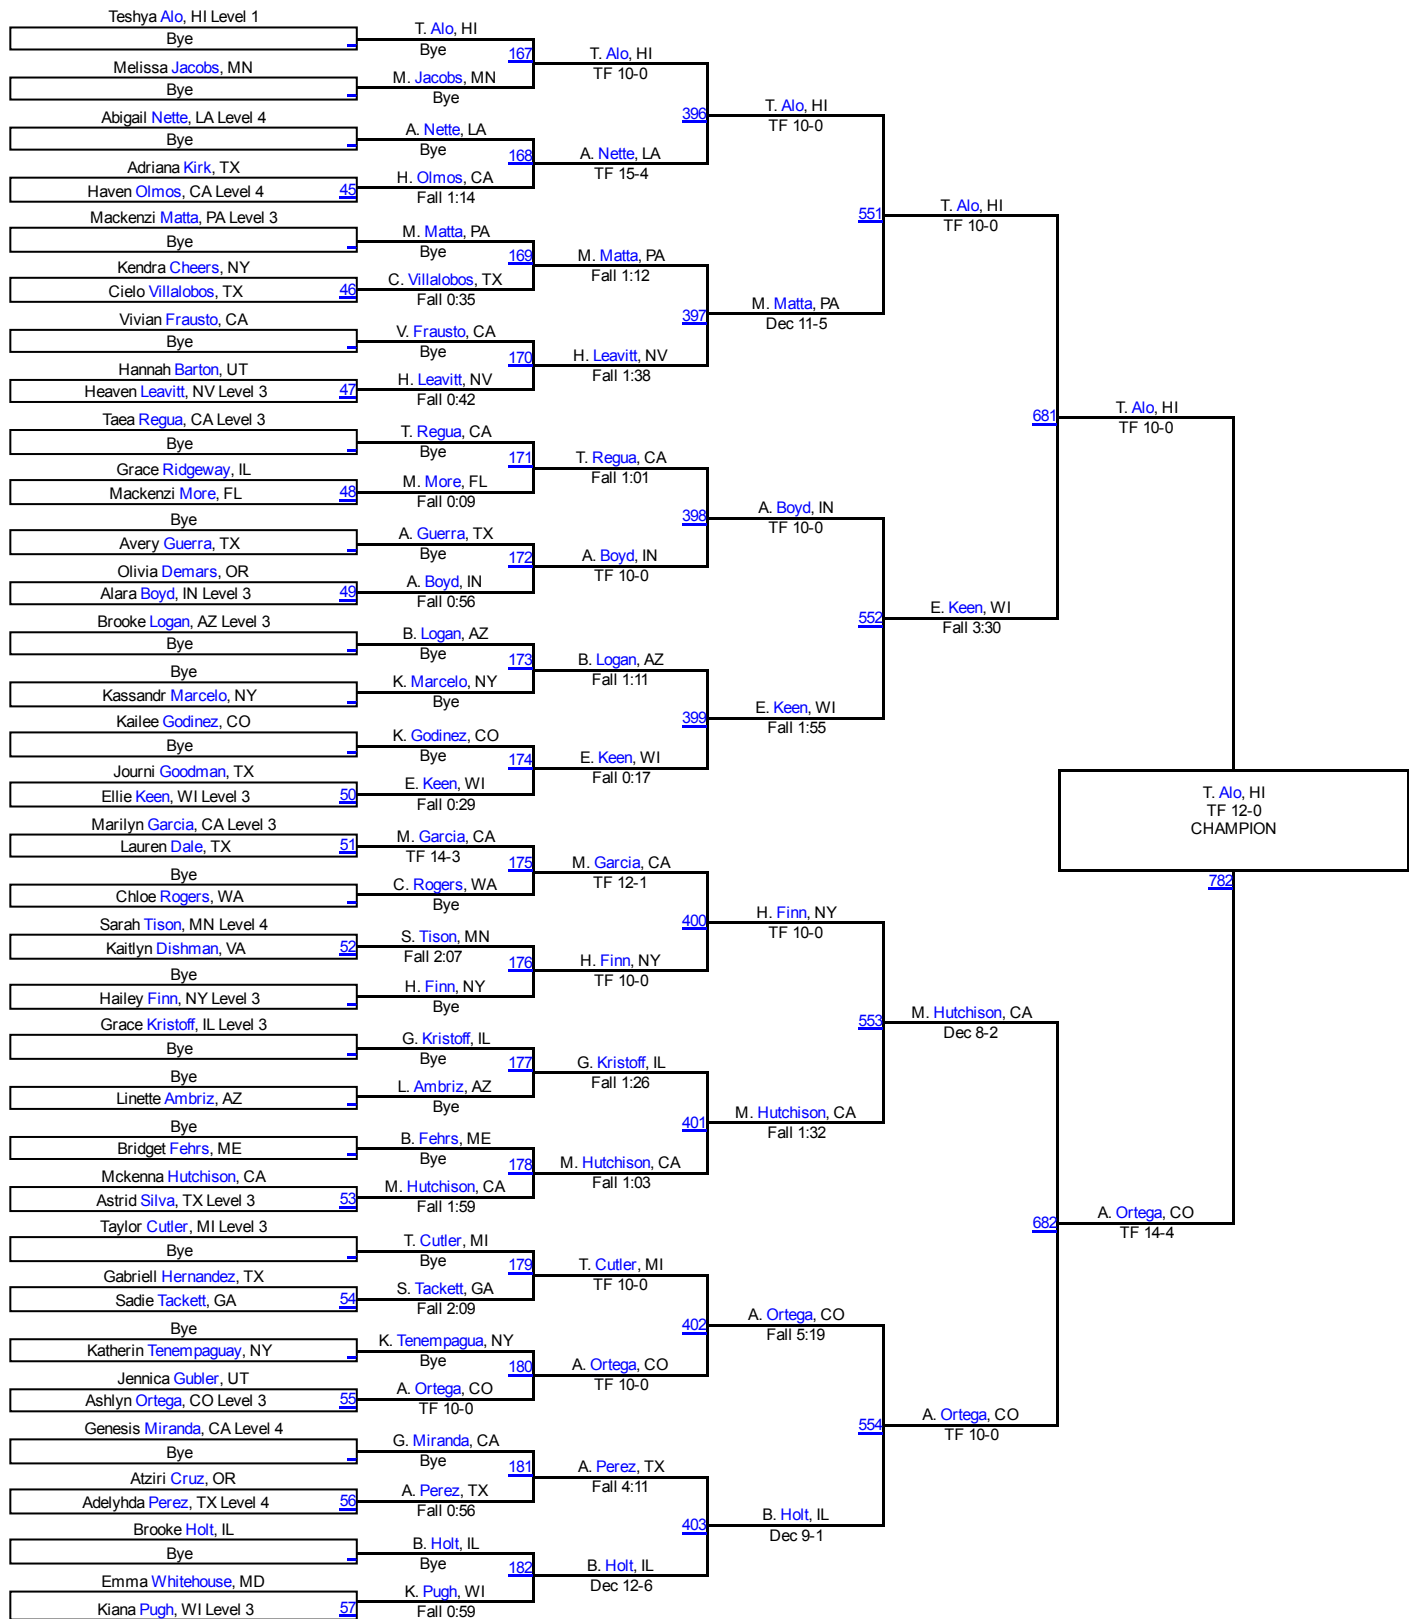 Teshya Alo, HI Level 1
Bye
Melissa Jacobs, MN
Bye
Abigail Nette, LA Level 4
Bye
Adriana Kirk, TX
Haven Olmos, CA Level 4 45
Mackenzi Matta, PA Level 3
Bye
Kendra Cheers, NY
Cielo Villalobos, TX 46
Vivian Frausto, CA
Bye
Hannah Barton, UT
Heaven Leavitt, NV Level 3 47
Taea Regua, CA Level 3
Bye
Grace Ridgeway, IL
Mackenzi More, FL 48
Bye
Avery Guerra, TX
Olivia Demars, OR
Alara Boyd, IN Level 3 49
Brooke Logan, AZ Level 3
Bye
Bye
Kassandr Marcelo, NY
Kailee Godinez, CO
Bye
Journi Goodman, TX
Ellie Keen, WI Level 3 50
Marilyn Garcia, CA Level 3
Lauren Dale, TX 51
Bye
Chloe Rogers, WA
Sarah Tison, MN Level 4
Kaitlyn Dishman, VA 52
Bye
Hailey Finn, NY Level 3
Grace Kristoff, IL Level 3
Bye
Bye
Linette Ambriz, AZ
Bye
Bridget Fehrs, ME
Mckenna Hutchison, CA
Astrid Silva, TX Level 3 53
Taylor Cutler, MI Level 3
Bye
Gabriell Hernandez, TX
Sadie Tackett, GA 54
Bye
Katherin Tenempaguay, NY
Jennica Gubler, UT
Ashlyn Ortega, CO Level 3 55
Genesis Miranda, CA Level 4
Bye
Atziri Cruz, OR
Adelyhda Perez, TX Level 4 56
Brooke Holt, IL
Bye
Emma Whitehouse, MD
Kiana Pugh, WI Level 3 57
T. Alo, HI
Bye
167
M. Jacobs, MN
Bye
A. Nette, LA
Bye
168
H. Olmos, CA
Fall 1:14
M. Matta, PA
Bye
169
C. Villalobos, TX
Fall 0:35
V. Frausto, CA
Bye
170
H. Leavitt, NV
Fall 0:42
T. Regua, CA
Bye
171
M. More, FL
Fall 0:09
A. Guerra, TX
Bye
172
A. Boyd, IN
Fall 0:56
B. Logan, AZ
Bye
173
K. Marcelo, NY
Bye
K. Godinez, CO
Bye
174
E. Keen, WI
Fall 0:29
M. Garcia, CA
TF 14-3
175
C. Rogers, WA
Bye
S. Tison, MN
Fall 2:07
176
H. Finn, NY
Bye
G. Kristoff, IL
Bye
177
L. Ambriz, AZ
Bye
B. Fehrs, ME
Bye
178
M. Hutchison, CA
Fall 1:59
T. Cutler, MI
Bye
179
S. Tackett, GA
Fall 2:09
K. Tenempagua, NY
Bye
180
A. Ortega, CO
TF 10-0
G. Miranda, CA
Bye
181
A. Perez, TX
Fall 0:56
B. Holt, IL
Bye
182
K. Pugh, WI
Fall 0:59
T. Alo, HI
TF 10-0
396
A. Nette, LA
TF 15-4
M. Matta, PA
Fall 1:12
397
H. Leavitt, NV
Fall 1:38
T. Regua, CA
Fall 1:01
398
A. Boyd, IN
TF 10-0
B. Logan, AZ
Fall 1:11
399
E. Keen, WI
Fall 0:17
M. Garcia, CA
TF 12-1
400
H. Finn, NY
TF 10-0
G. Kristoff, IL
Fall 1:26
401
M. Hutchison, CA
Fall 1:03
T. Cutler, MI
TF 10-0
402
A. Ortega, CO
TF 10-0
A. Perez, TX
Fall 4:11
403
B. Holt, IL
Dec 12-6
T. Alo, HI
TF 10-0
551
M. Matta, PA
Dec 11-5
A. Boyd, IN
TF 10-0
552
E. Keen, WI
Fall 1:55
H. Finn, NY
TF 10-0
553
M. Hutchison, CA
Fall 1:32
A. Ortega, CO
Fall 5:19
554
B. Holt, IL
Dec 9-1
T. Alo, HI
TF 10-0
681
E. Keen, WI
Fall 3:30
M. Hutchison, CA
Dec 8-2
682
A. Ortega, CO
TF 10-0
T. Alo, HI
TF 10-0
T. Alo, HI
TF 12-0
CHAMPION
782
A. Ortega, CO
TF 14-4